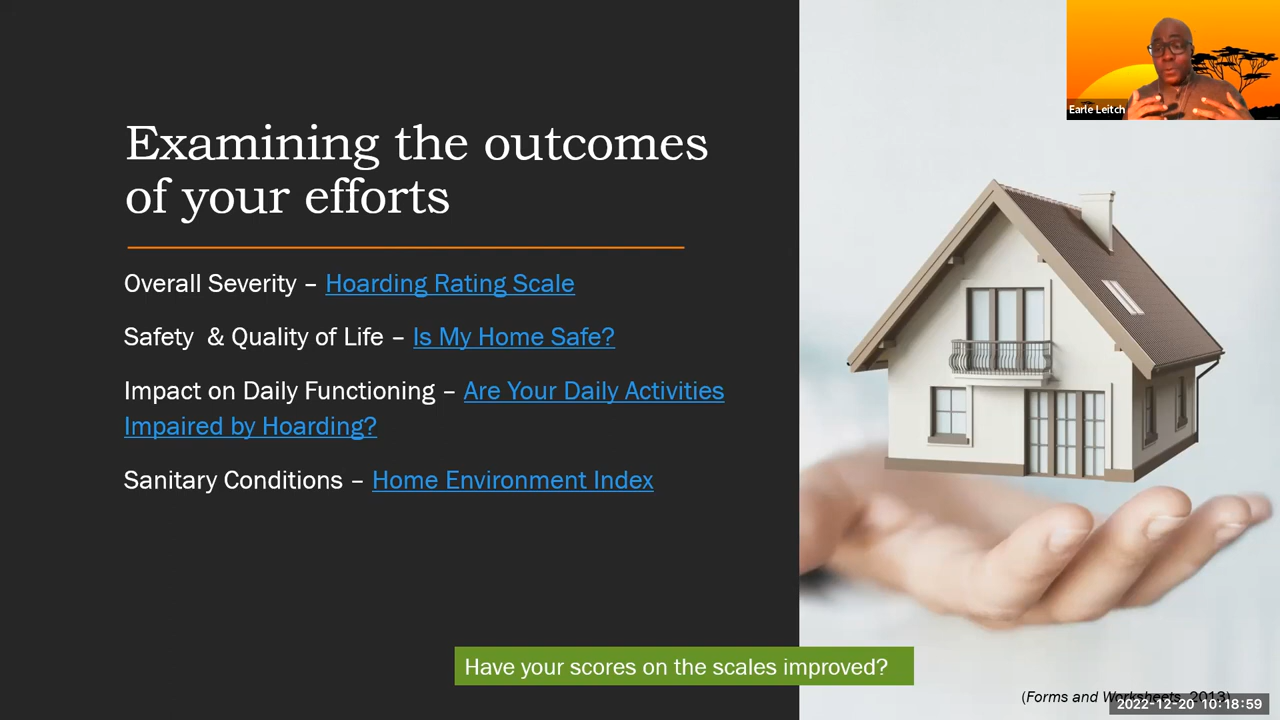 Earle Leitch
Examining the outcomes
of your efforts
Overall Severity – Hoarding Rating Scale
Safety & Quality of Life – Is My Home Safe?
Impact on Daily Functioning – Are Your Daily Activities
Impaired by Hoarding?
Sanitary Conditions – Home Environment Index
Have your scores on the scales improved?
(Forms and Worksheets, 2013)
2022-12-20 10:18:59